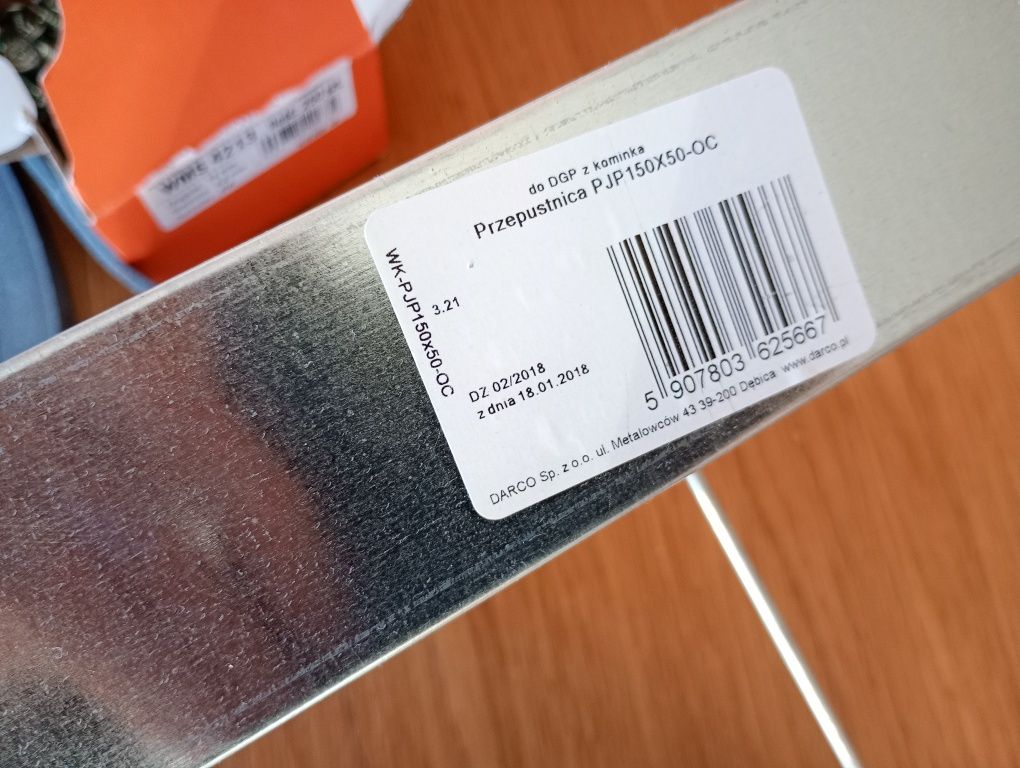 do DGP z kominka
Przepustnica PJP150X50-OC
WK-PJP150x50-OC
3.21
DZ 02/2018
z dnia 18.01.2018
5 907803 625667
DARCO Sp. z o.o. ul. Metalowców 43 39-200 Dębica www.darco.pl